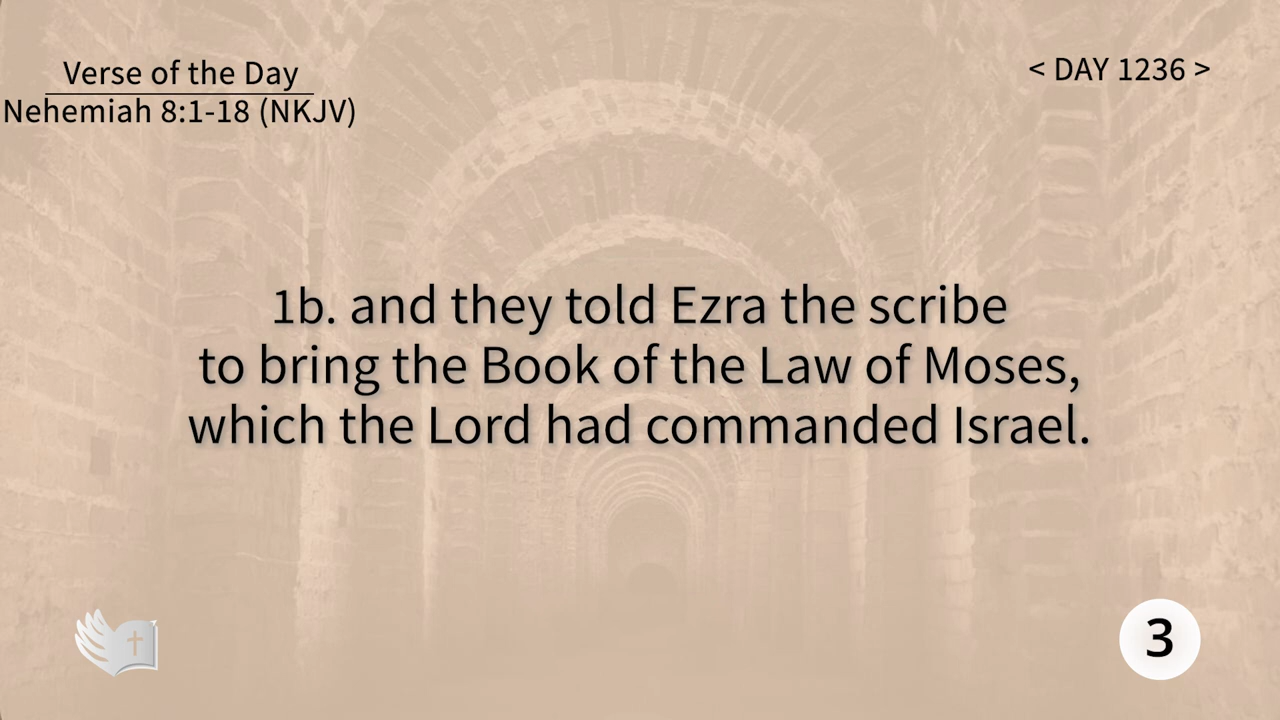 Verse of the Day
Nehemiah 8:1-18 (NKJV)
< DAY 1236 >
1b. and they told Ezra the scribe
to bring the Book of the Law of Moses,
which the Lord had commanded Israel.
3